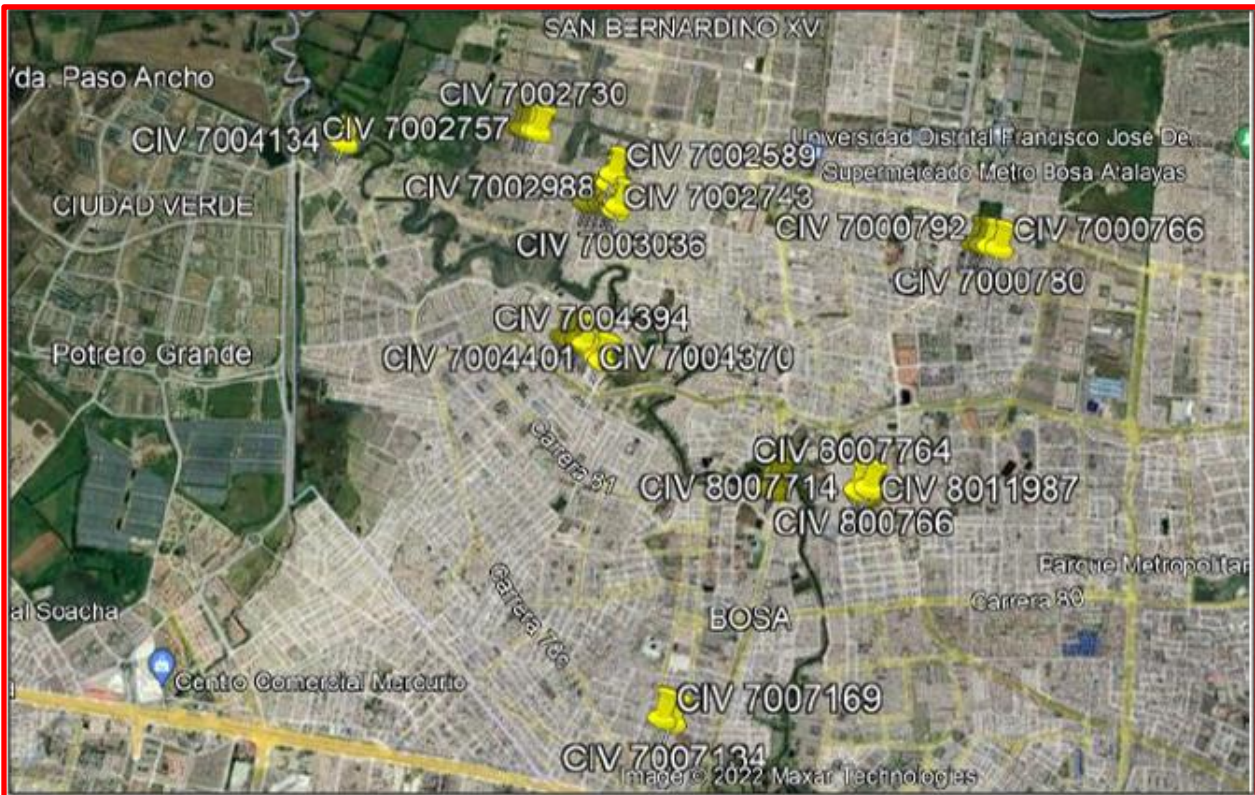 SAN BERNARDINO XV
Vda. Paso Ancho
CIV 7002730
CIV 7004134
CIV 7002757
Universidad Distrital Francisco Jose De...
CIV 7002589
Supermercado Metro Bosa Atalayas
CIV 7002988
CIV 7002743
CIUDAD VERDE
CIV 7000792
CIV 7000766
CIV 7003036
CIV 7000780
CIV 7004394
Potrero Grande
CIV 7004401
CIV 7004370
Carrera 81
CIV 8007764
CIV 8007714
CIV 8011987
CIV 800766
Parque Metropolitan
Carrera 80
al Soacha
BOSA
Centro Comercial Mercurio
CIV 7007169
CIV 7007134
Image © 2022 Maxar Technologies